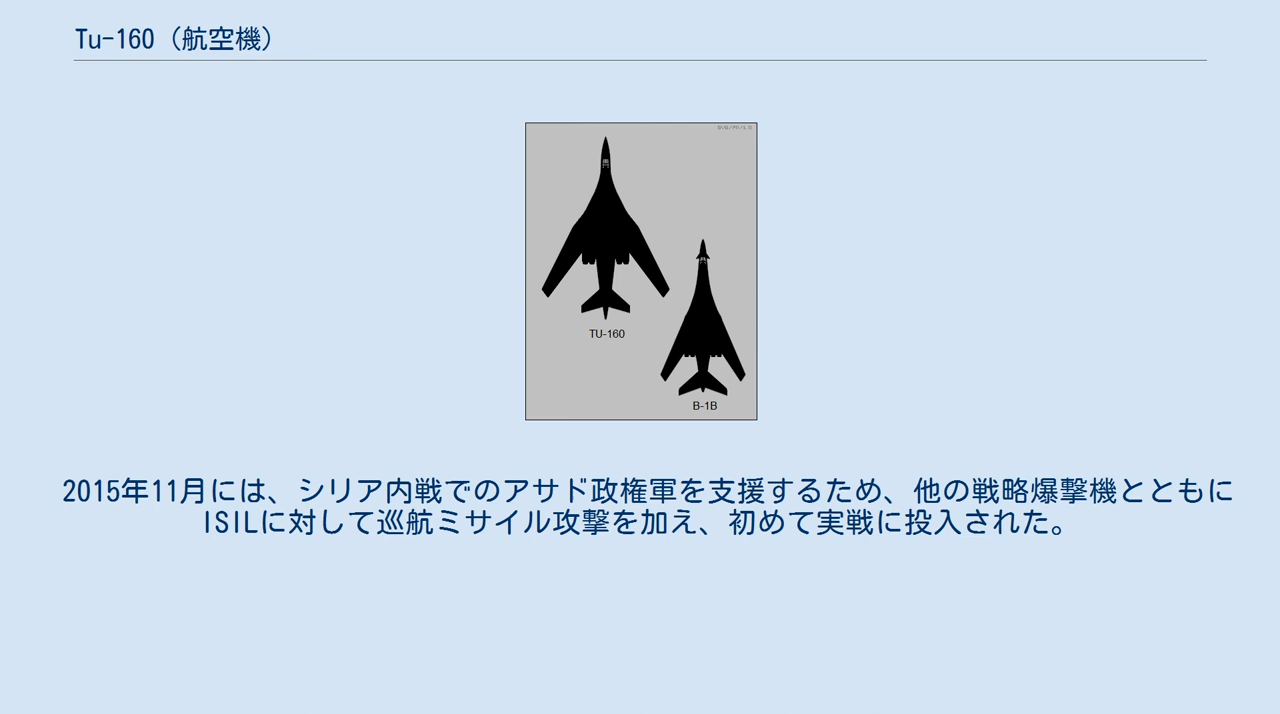 Tu-160（航空機）
TU-160
B-1B
2015年11月には、シリア内戦でのアサド政権軍を支援するため、他の戦略爆撃機とともに
ISILに対して巡航ミサイル攻撃を加え、初めて実戦に投入された。